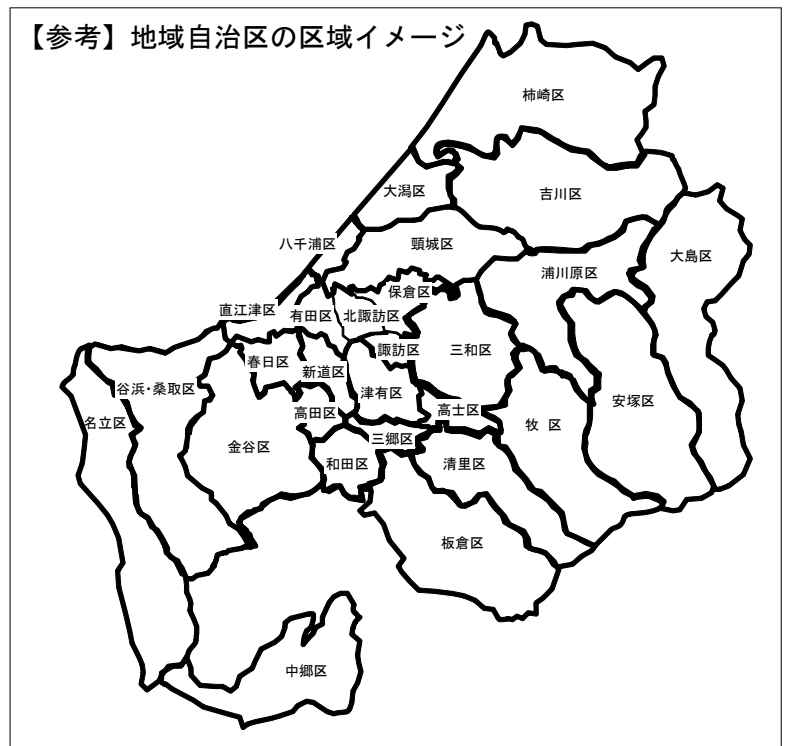 【参考】地域自治区の区域イメージ
柿崎区
大潟区
吉川区
八千浦区
頸城区
大島区
浦川原区
保倉区
直江津区
有田区
北諏訪区
諏訪区
三和区
春日区
新道区
谷浜・桑取区
津有区
安塚区
名立区
高田区
高士区
牧 区
金谷区
三郷区
和田区
清里区
板倉区
中郷区